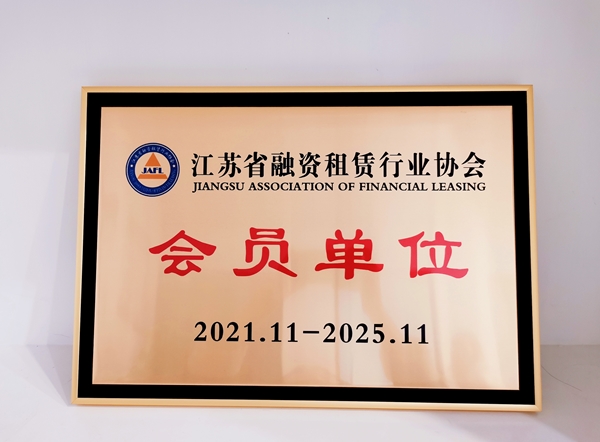 JAFL
江苏省融资租赁行业协会
JIANGSU ASSOCIATION OF FINANCIAL LEASING
会员单位
2021.11-2025.11